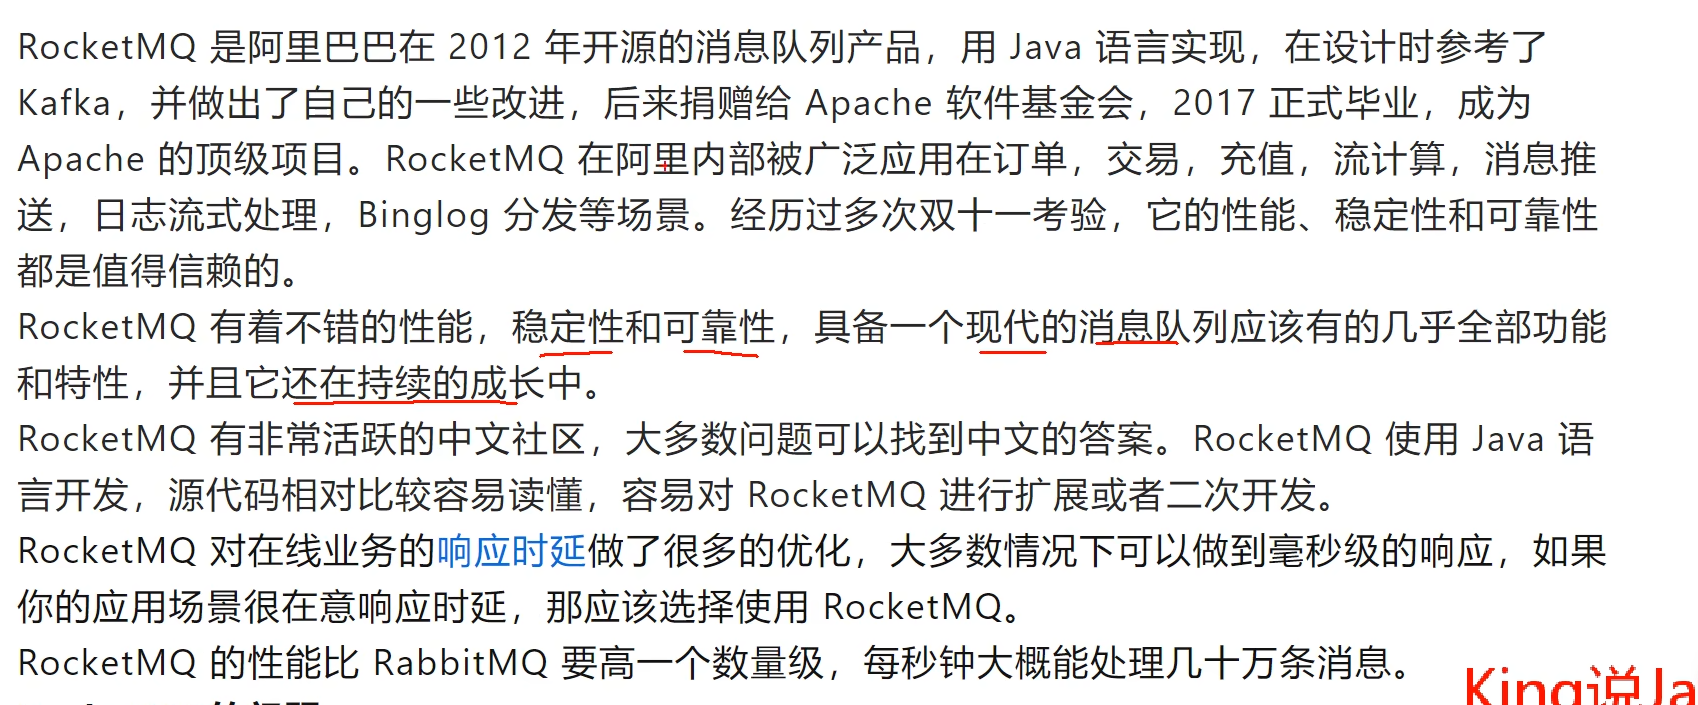 RocketMQ 是阿里巴巴在 2012 年开源的消息队列产品，用 Java 语言实现，在设计时参考了
Kafka，并做出了自己的一些改进，后来捐赠给 Apache 软件基金会，2017 正式毕业，成为
Apache 的顶级项目。RocketMQ 在阿里内部被广泛应用在订单，交易，充值，流计算，消息推
送，日志流式处理，Binglog 分发等场景。经历过多次双十一考验，它的性能、稳定性和可靠性
都是值得信赖的。
RocketMQ 有着不错的性能，稳定性和可靠性，具备一个现代的消息队列应该有的几乎全部功能
和特性，并且它还在持续的成长中。
RocketMQ 有非常活跃的中文社区，大多数问题可以找到中文的答案。RocketMQ 使用 Java 语
言开发，源代码相对比较容易读懂，容易对 RocketMQ 进行扩展或者二次开发。
RocketMQ 对在线业务的响应时延做了很多的优化，大多数情况下可以做到毫秒级的响应，如果
你的应用场景很在意响应时延，那应该选择使用 RocketMQ。
RocketMQ 的性能比 RabbitMQ 要高一个数量级，每秒钟大概能处理几十万条消息。
King说Ja